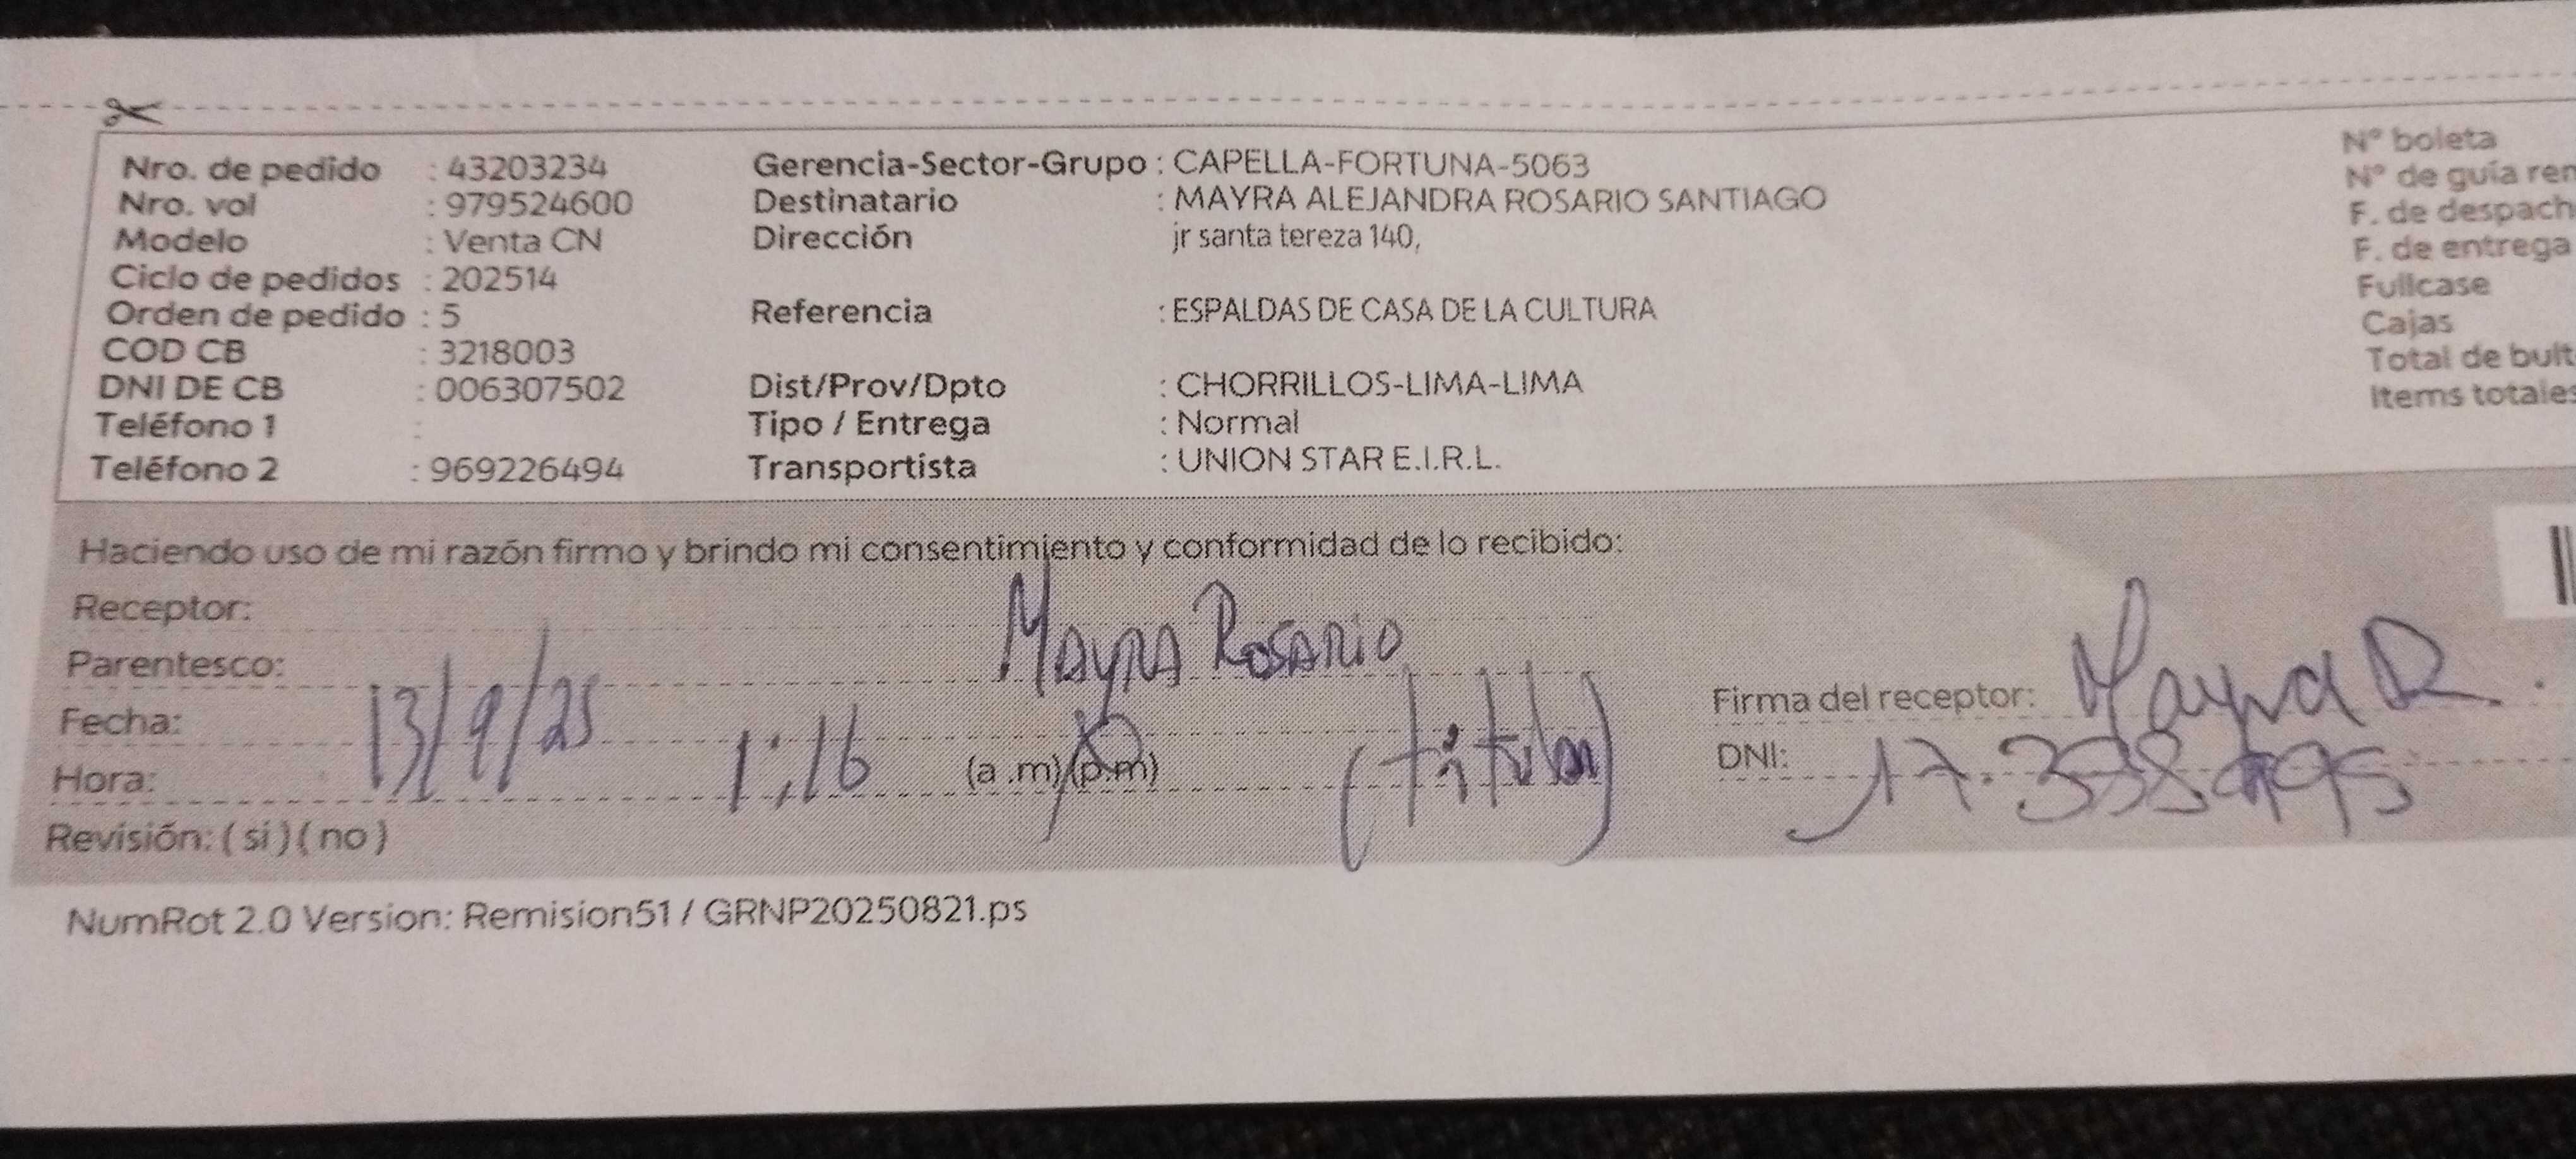 Nro. de pedido : 43203234
Nro. vol : 979524600
Modelo : Venta CN
Ciclo de pedidos : 202514
Orden de pedido : 5
COD CB : 3218003
DNI DE CB : 006307502
Teléfono 1 :
Teléfono 2 : 969226494
Gerencia-Sector-Grupo : CAPELLA-FORTUNA-5063
Destinatario : MAYRA ALEJANDRA ROSARIO SANTIAGO
Dirección jr santa tereza 140,
Referencia : ESPALDAS DE CASA DE LA CULTURA
Dist/Prov/Dpto : CHORRILLOS-LIMA-LIMA
Tipo / Entrega : Normal
Transportista : UNION STAR E.I.R.L.
N° boleta
N° de guía rem
F. de despach
F. de entrega
Fullcase
Cajas
Total de bult
Items totales
Haciendo uso de mi razón firmo y brindo mi consentimiento y conformidad de lo recibido:
Receptor: MAYRA ROSARIO
Parentesco: (titular)
Fecha: 13/9/25
Hora: 1:16 (a .m)(p.m)
Revisión: ( si ) ( no )
Firma del receptor: Mayra R.
DNI:
NumRot 2.0 Version: Remision51 / GRNP20250821.ps